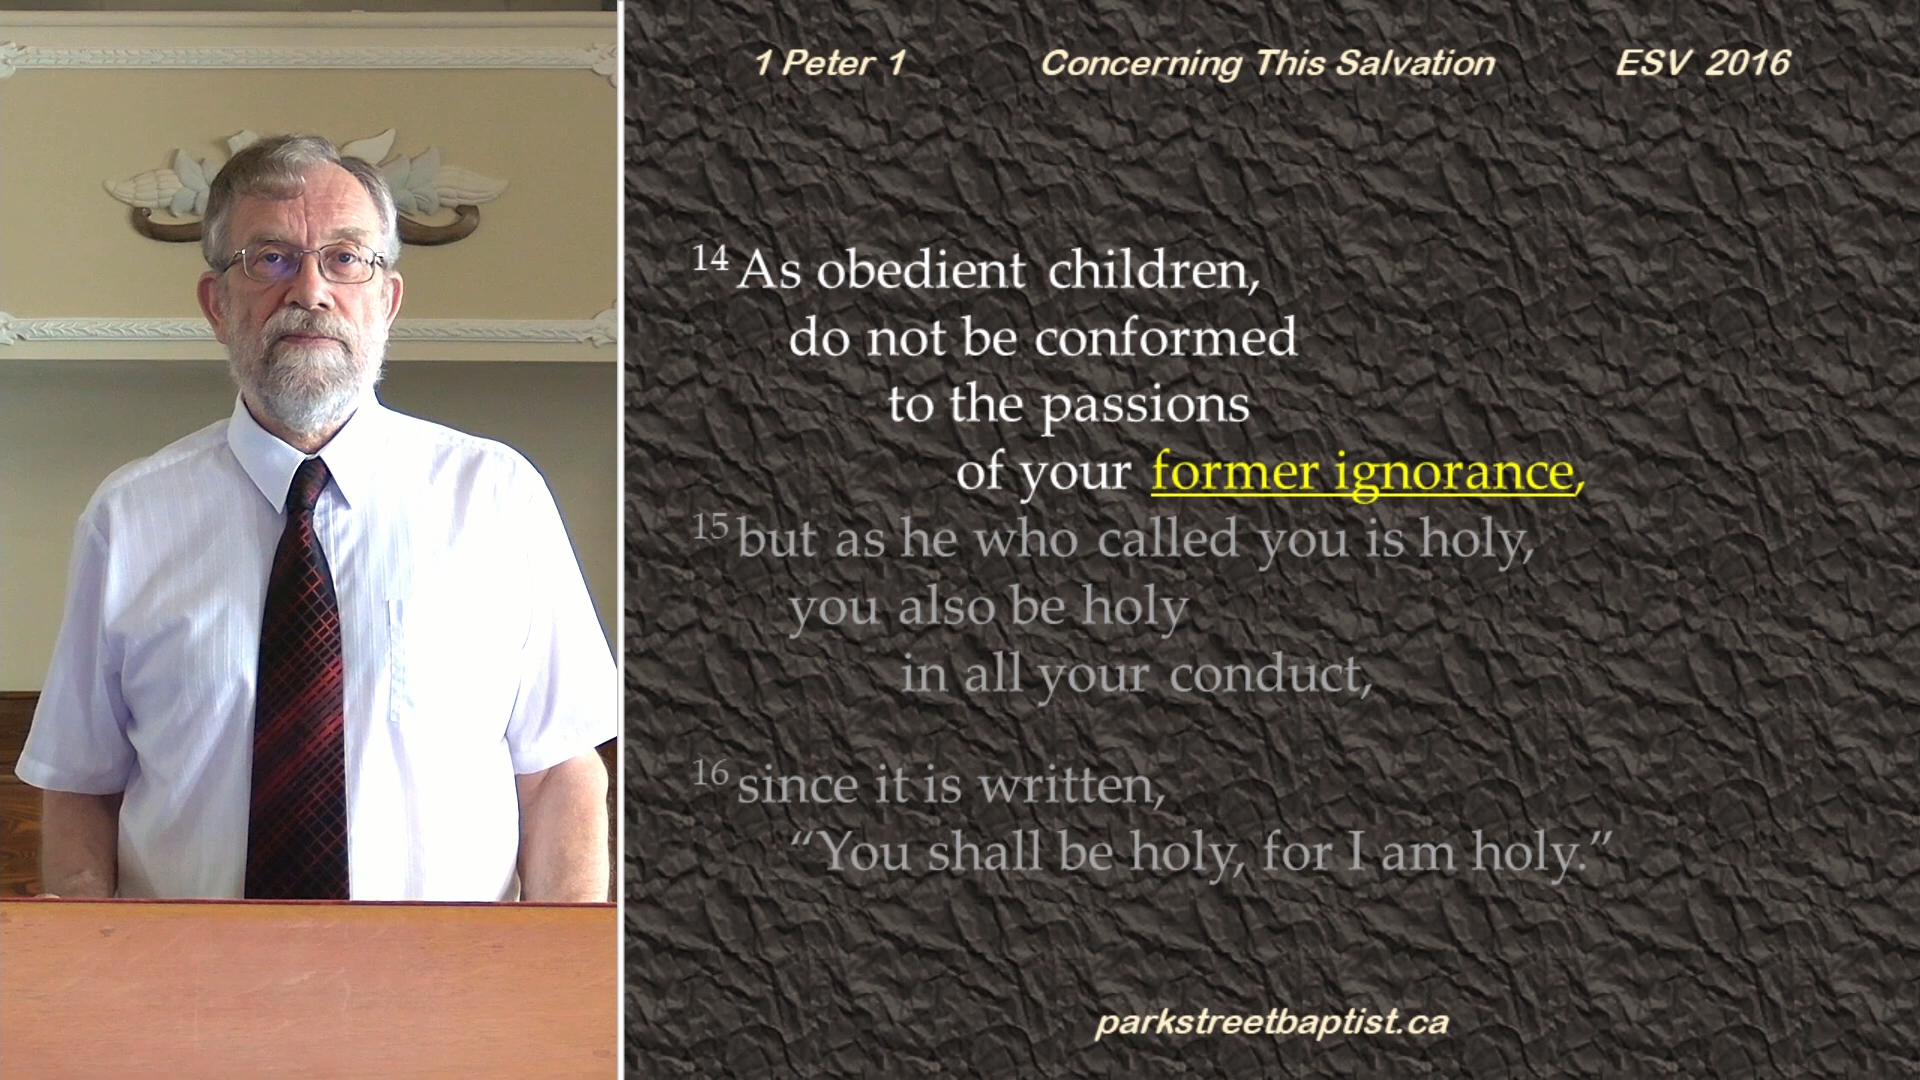 1 Peter 1 Concerning This Salvation ESV 2016
14 As obedient children,
do not be conformed
to the passions
of your former ignorance,
15 but as he who called you is holy,
you also be holy
in all your conduct,
16 since it is written,
“You shall be holy, for I am holy.”
parkstreetbaptist.ca